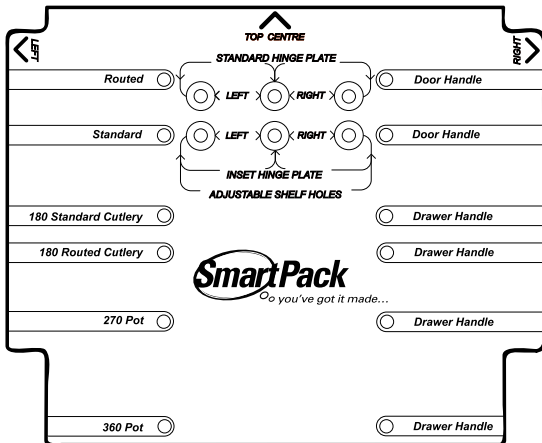 TOP CENTRE
LEFT
RIGHT
STANDARD HINGE PLATE
Routed
LEFT RIGHT
Door Handle
Standard
LEFT RIGHT
Door Handle
INSET HINGE PLATE
ADJUSTABLE SHELF HOLES
180 Standard Cutlery
Drawer Handle
180 Routed Cutlery
Drawer Handle
SmartPack
you've got it made...
270 Pot
Drawer Handle
360 Pot
Drawer Handle